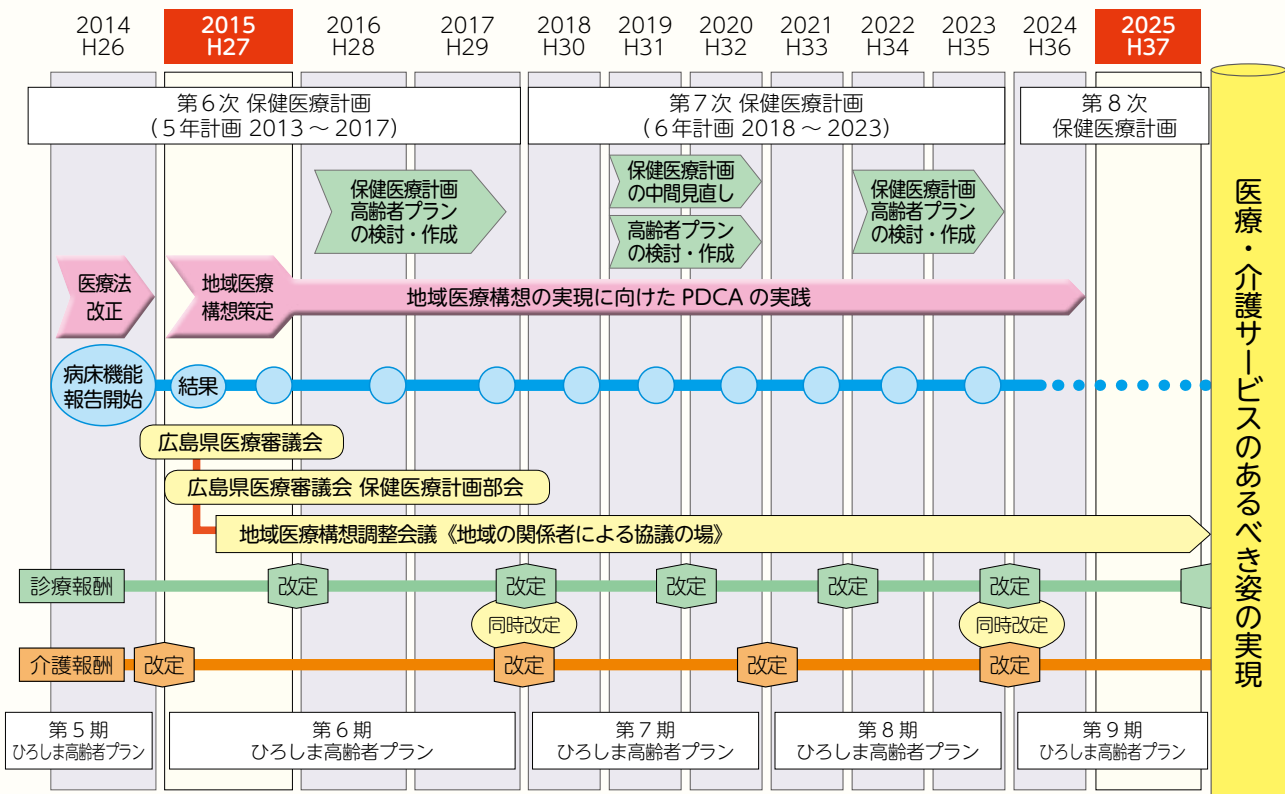 2014
H26
2015
H27
2016
H28
2017
H29
2018
H30
2019
H31
2020
H32
2021
H33
2022
H34
2023
H35
2024
H36
2025
H37
第6次 保健医療計画
(5年計画 2013～2017)
第7次 保健医療計画
(6年計画 2018～2023)
第8次
保健医療計画
保健医療計画
高齢者プラン
の検討・作成
保健医療計画
の中間見直し
高齢者プラン
の検討・作成
保健医療計画
高齢者プラン
の検討・作成
医療法
改正
地域医療
構想策定
地域医療構想の実現に向けた PDCA の実践
病床機能
報告開始
結果
広島県医療審議会
広島県医療審議会 保健医療計画部会
地域医療構想調整会議《地域の関係者による協議の場》
診療報酬
改定
改定
改定
改定
改定
同時改定
同時改定
介護報酬
改定
改定
改定
改定
第5期
ひろしま高齢者プラン
第6期
ひろしま高齢者プラン
第7期
ひろしま高齢者プラン
第8期
ひろしま高齢者プラン
第9期
ひろしま高齢者プラン
医療・介護サービスのあるべき姿の実現